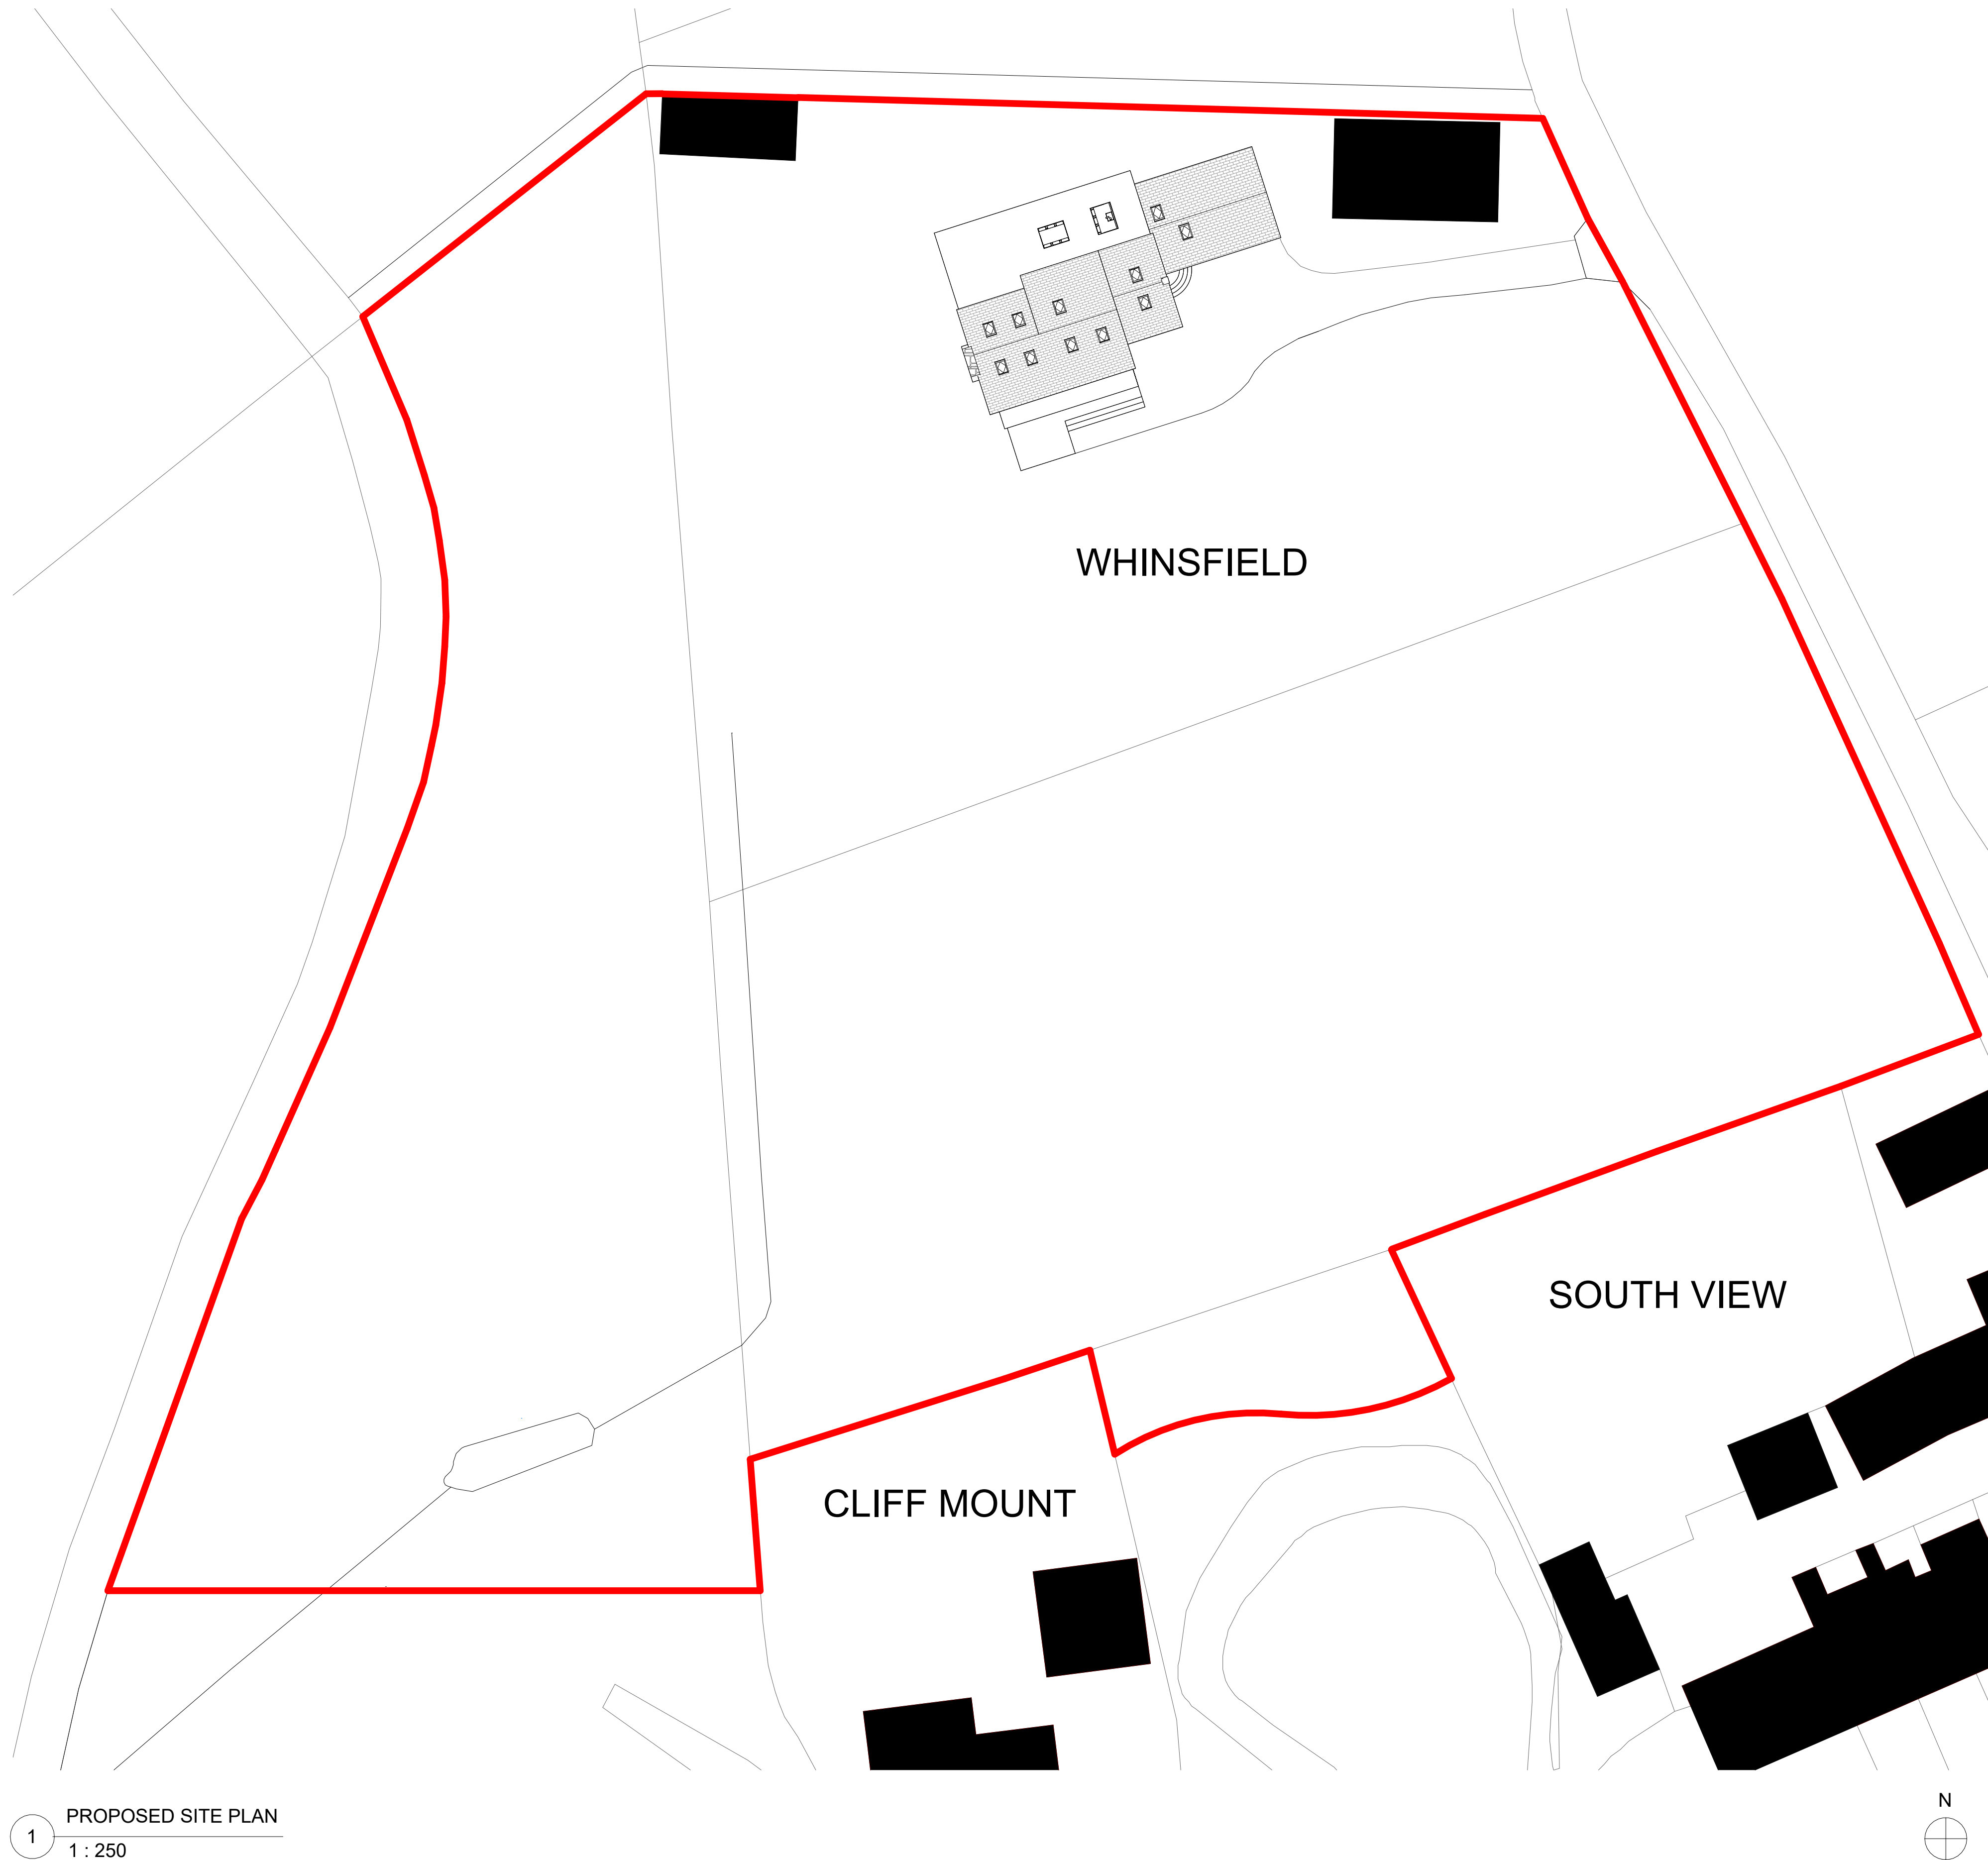 WHINSFIELD
SOUTH VIEW
CLIFF MOUNT
1
PROPOSED SITE PLAN
1 : 250
N